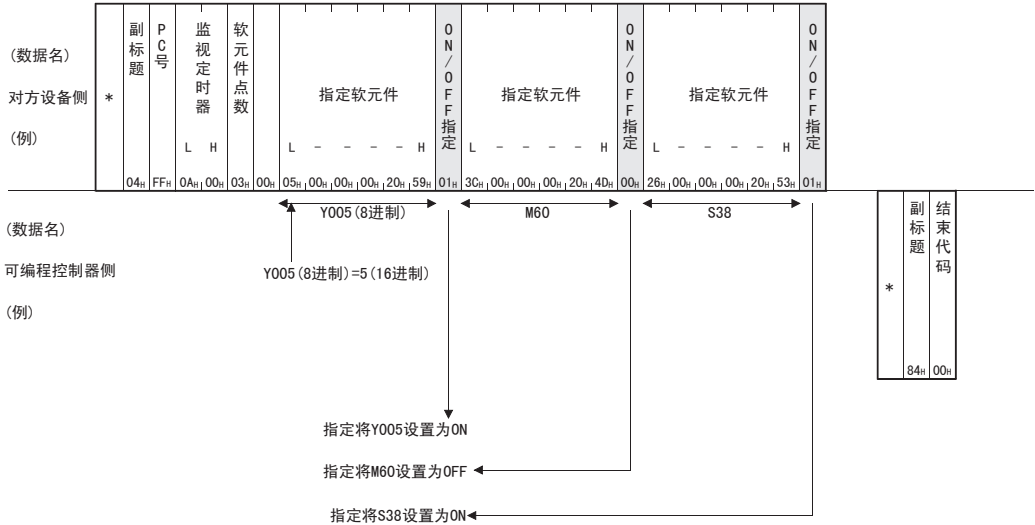 (数据名)
对方设备侧
(例)
*
副标题
PC号
监视定时器
L H
软元件点数
指定软元件
L - - - - H
ON/OFF指定
指定软元件
L - - - - H
ON/OFF指定
指定软元件
L - - - - H
ON/OFF指定
04H FFH 0AH 00H 03H 00H 05H 00H 00H 00H 20H 59H 01H 3CH 00H 00H 00H 20H 4DH 00H 26H 00H 00H 00H 20H 53H 01H
(数据名)
可编程控制器侧
(例)
Y005(8进制)
M60
S38
Y005(8进制)=5(16进制)
*
副标题
结束代码
84H 00H
指定将Y005设置为ON
指定将M60设置为OFF
指定将S38设置为ON